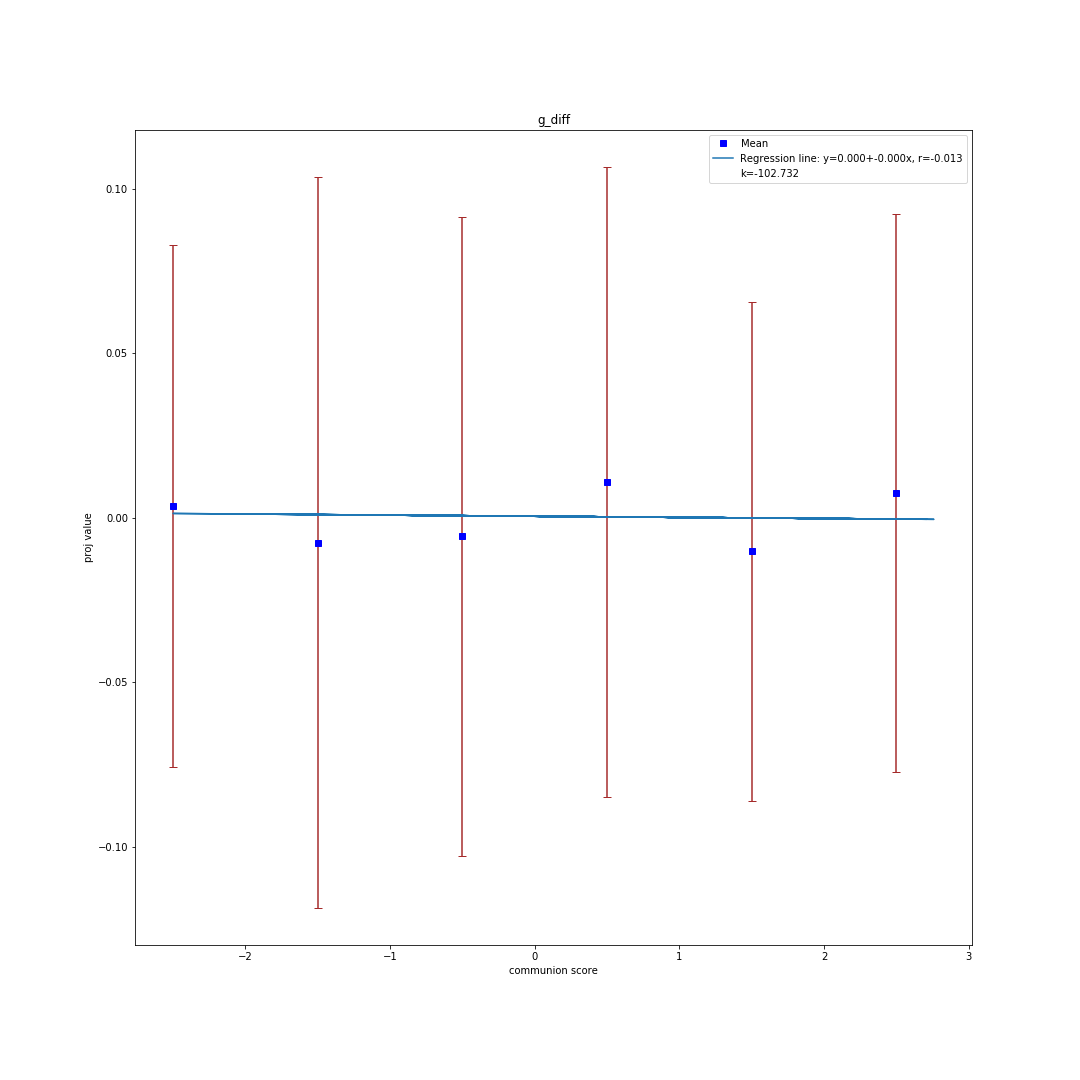 g_diff
Mean
Regression line: y=0.000+-0.000x, r=-0.013
k=-102.732
0.10
0.05
0.00
−0.05
−0.10
proj value
−2
−1
0
1
2
3
communion score